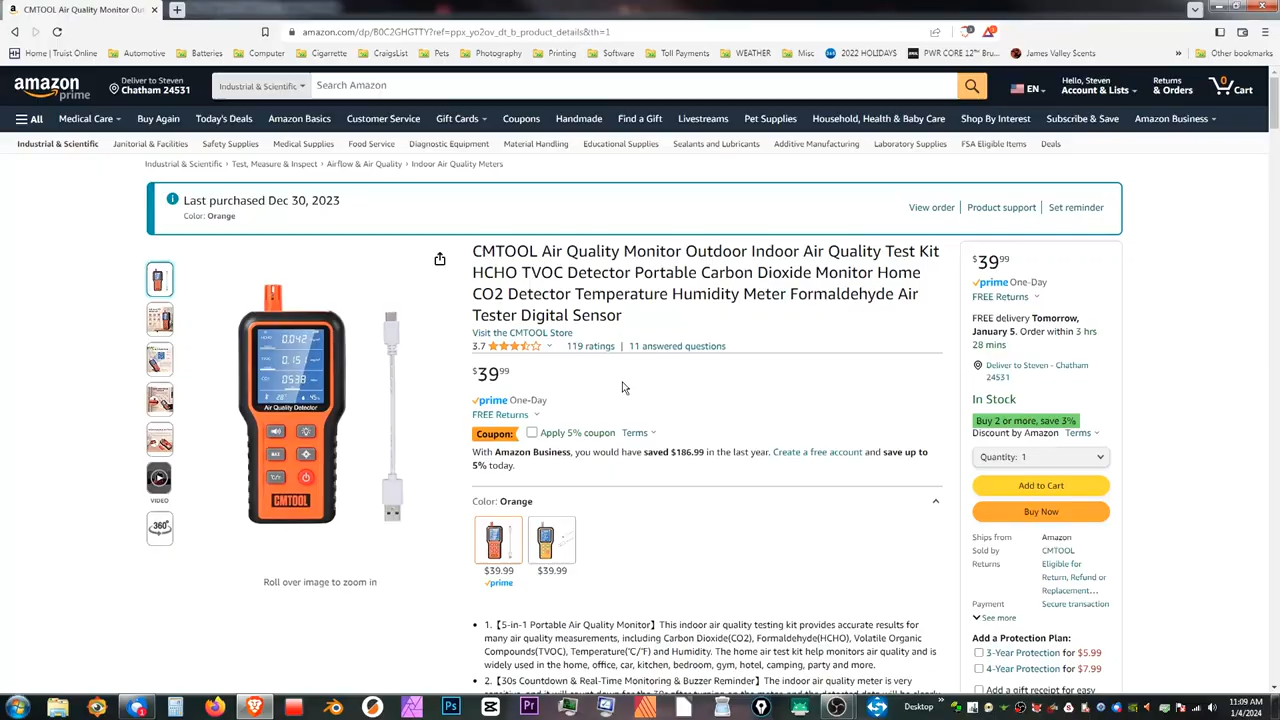 CMTOOL Air Quality Monitor Out
amazon.com/dp/B0C2GHGTTY?ref=ppx_yo2ov_dt_b_product_details&th=1
Home | Truist Online Automotive Batteries Computer Cigarette CraigsList Pets Photography Printing Software Toll Payments WEATHER Misc 2022 HOLIDAYS PWR CORE 12™ Bru... James Valley Scents » Other bookmarks
amazon prime
Deliver to Steven
Chatham 24531
Industrial & Scientific
Search Amazon
EN
Hello, Steven
Account & Lists
Returns
& Orders
0 Cart
All Medical Care Buy Again Today's Deals Amazon Basics Customer Service Gift Cards Coupons Handmade Find a Gift Livestreams Pet Supplies Household, Health & Baby Care Shop By Interest Subscribe & Save Amazon Business
Industrial & Scientific Janitorial & Facilities Safety Supplies Medical Supplies Food Service Diagnostic Equipment Material Handling Educational Supplies Sealants and Lubricants Additive Manufacturing Laboratory Supplies FSA Eligible Items Deals
Industrial & Scientific › Test, Measure & Inspect › Airflow & Air Quality › Indoor Air Quality Meters
Last purchased Dec 30, 2023
Color: Orange
View order | Product support | Set reminder
CMTOOL Air Quality Monitor Outdoor Indoor Air Quality Test Kit
HCHO TVOC Detector Portable Carbon Dioxide Monitor Home
CO2 Detector Temperature Humidity Meter Formaldehyde Air
Tester Digital Sensor
Visit the CMTOOL Store
3.7 119 ratings | 11 answered questions
$39.99
prime One-Day
FREE Returns
Coupon: Apply 5% coupon Terms
With Amazon Business, you would have saved $186.99 in the last year. Create a free account and save up to
5% today.
Color: Orange
$39.99 $39.99
prime
• 1.【5-in-1 Portable Air Quality Monitor】This indoor air quality testing kit provides accurate results for
many air quality measurements, including Carbon Dioxide(CO2), Formaldehyde(HCHO), Volatile Organic
Compounds(TVOC), Temperature(℃/℉) and Humidity. The home air test kit help monitors air quality and is
widely used in the home, office, car, kitchen, bedroom, gym, hotel, camping, party and more.
• 2.【30s Countdown & Real-Time Monitoring & Buzzer Reminder】The indoor air quality meter is very
0.042
0.151
0538
Air Quality Detector
MAX
CMTOOL
VIDEO
360°
Roll over image to zoom in
$39.99
prime One-Day
FREE Returns
FREE delivery Tomorrow,
January 5. Order within 3 hrs
28 mins
Deliver to Steven - Chatham
24531
In Stock
Buy 2 or more, save 3%
Discount by Amazon Terms
Quantity: 1
Add to Cart
Buy Now
Ships from Amazon
Sold by CMTOOL
Returns Eligible for
Return, Refund or
Replacement...
Payment Secure transaction
See more
Add a Protection Plan:
3-Year Protection for $5.99
4-Year Protection for $7.99
Add a gift receipt for easy
Ps
Pr
Desktop »
11:09 AM
1/4/2024